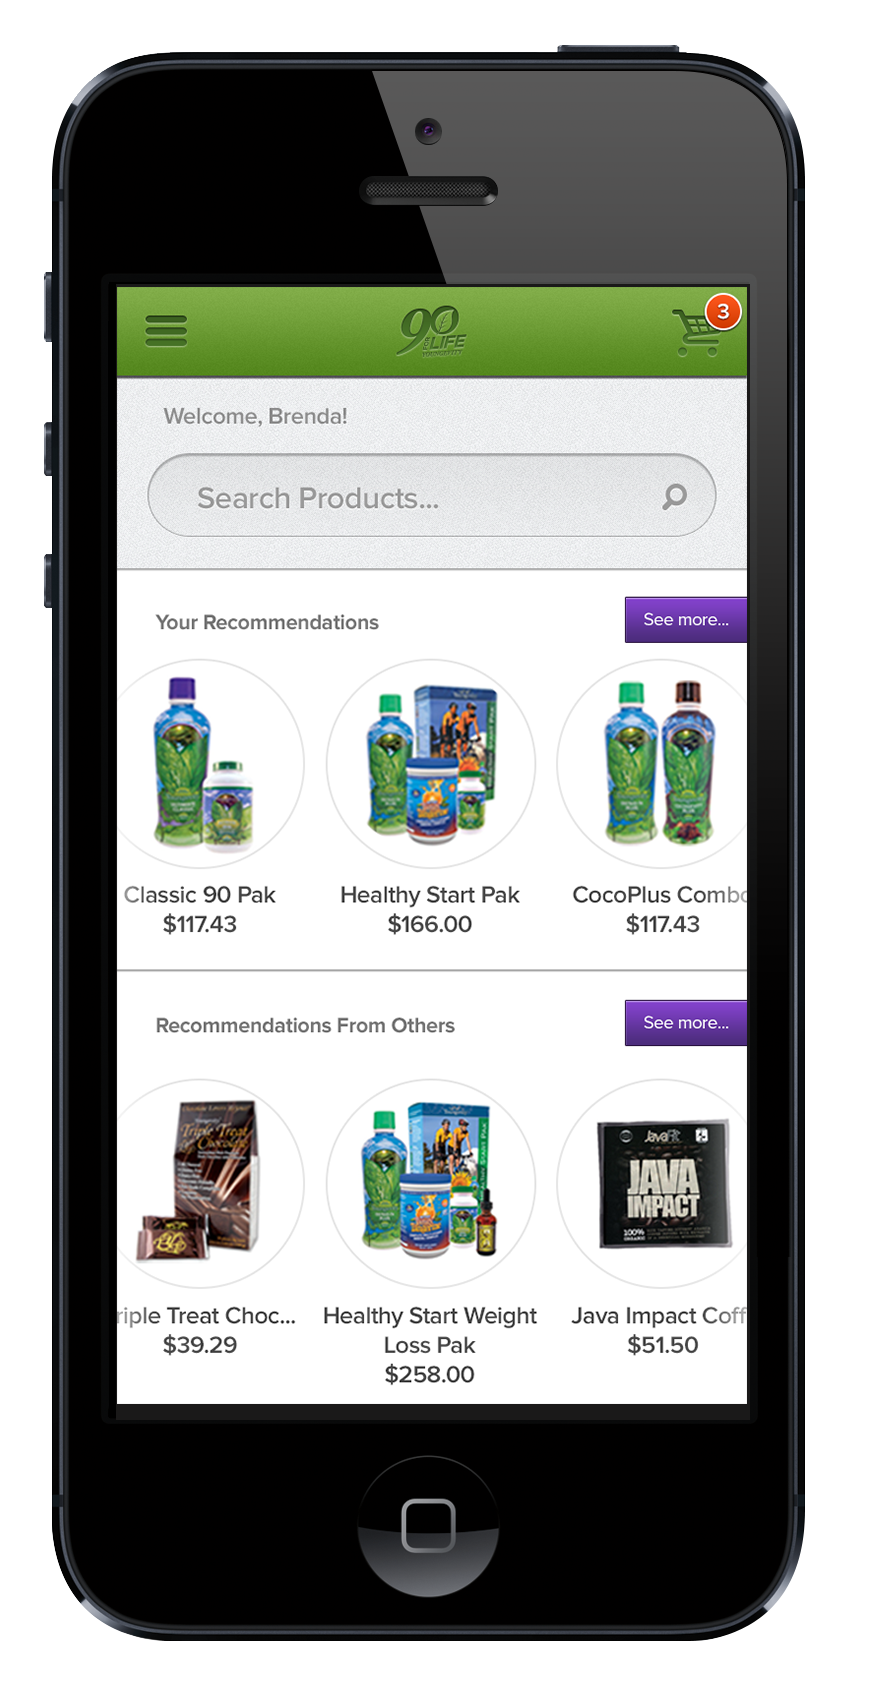 90
FOR
LIFE
YOUNGEVITY
3
Welcome, Brenda!
Search Products...
Your Recommendations
See more...
Classic 90 Pak
$117.43
Healthy Start Pak
$166.00
CocoPlus Combo
$117.43
Recommendations From Others
See more...
Triple Treat
Chocolate
JavaFit
JAVA
IMPACT
100%
ORGANIC
riple Treat Choc...
$39.29
Healthy Start Weight
Loss Pak
$258.00
Java Impact Coff
$51.50